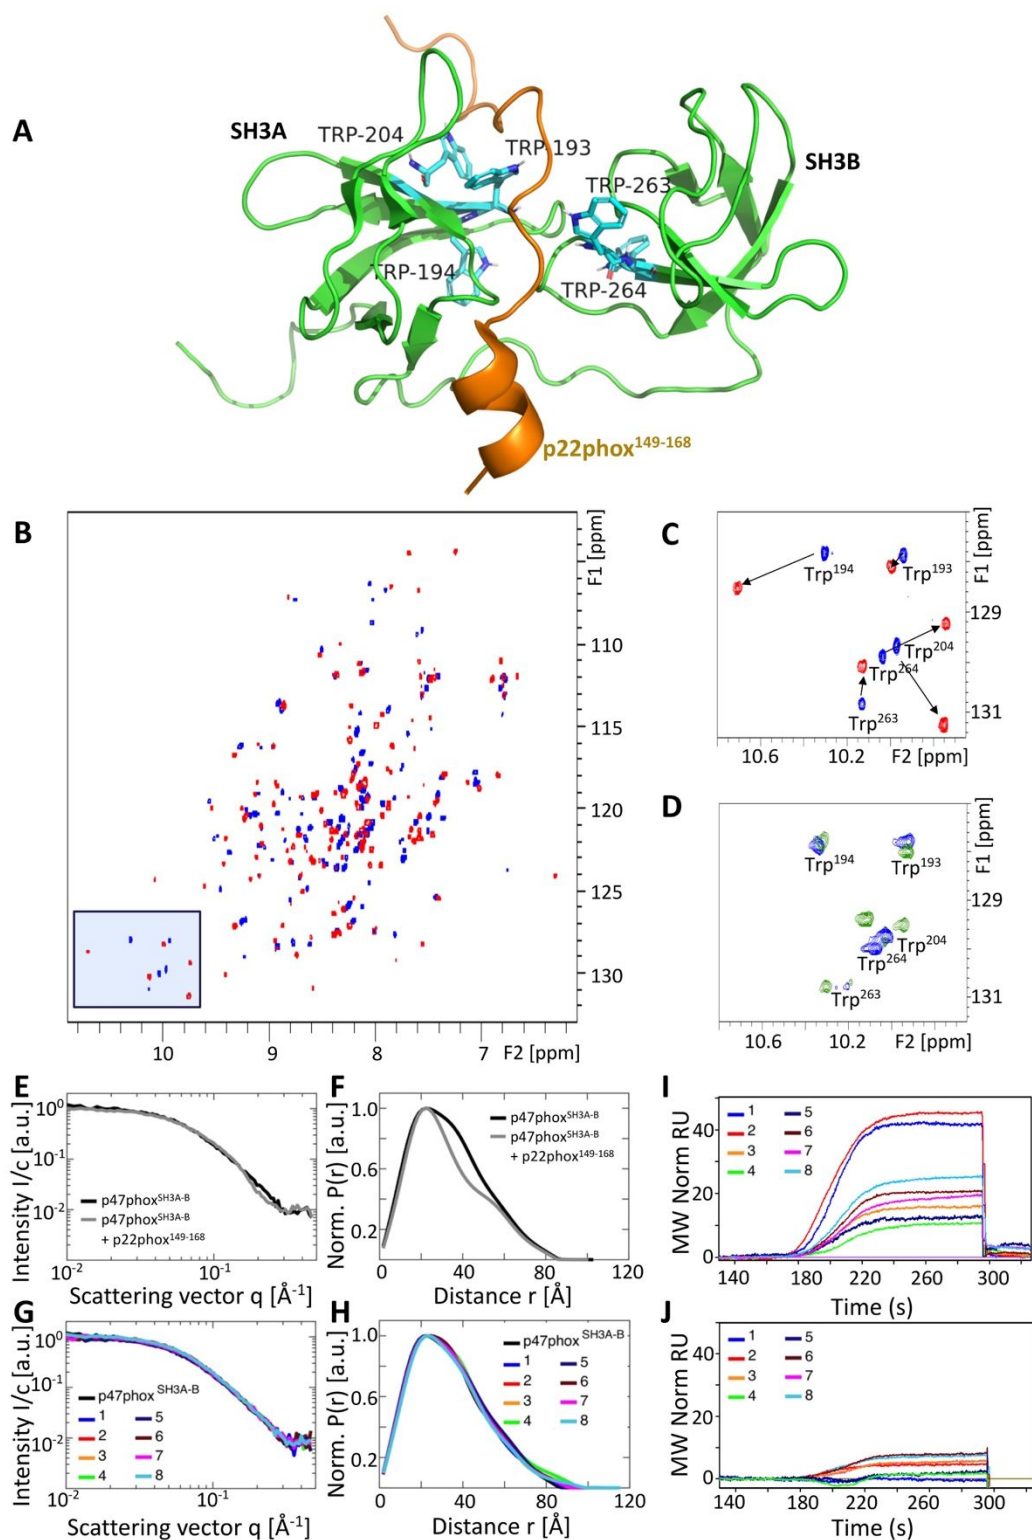 A
SH3A
TRP-204
TRP-193
SH3B
TRP-263
TRP-194
TRP-264
p22phox149-168
B
F1 [ppm]
110
115
120
125
130
10
9
8
7
F2 [ppm]
C
F1 [ppm]
Trp194
Trp193
129
Trp204
Trp264
Trp263
131
10.6
10.2
F2 [ppm]
D
F1 [ppm]
Trp194
Trp193
129
Trp204
Trp264
Trp263
131
10.6
10.2
F2 [ppm]
E
Intensity I/c [a.u.]
100
10-1
10-2
p47phoxSH3A-B
p47phoxSH3A-B
+ p22phox149-168
10-2
10-1
Scattering vector q [Å-1]
F
Norm. P(r) [a.u.]
1.0
0.6
0.2
p47phoxSH3A-B
p47phoxSH3A-B
+ p22phox149-168
0
40
80
120
Distance r [Å]
G
Intensity I/c [a.u.]
100
10-1
10-2
p47phox SH3A-B
1 5
2 6
3 7
4 8
10-2
10-1
Scattering vector q [Å-1]
H
Norm. P(r) [a.u.]
1.0
0.6
0.2
p47phox SH3A-B
1 5
2 6
3 7
4 8
0
40
80
120
Distance r [Å]
I
MW Norm RU
40
20
0
1 5
2 6
3 7
4 8
140
180
220
260
300
Time (s)
J
MW Norm RU
40
20
0
1 5
2 6
3 7
4 8
140
180
220
260
300
Time (s)